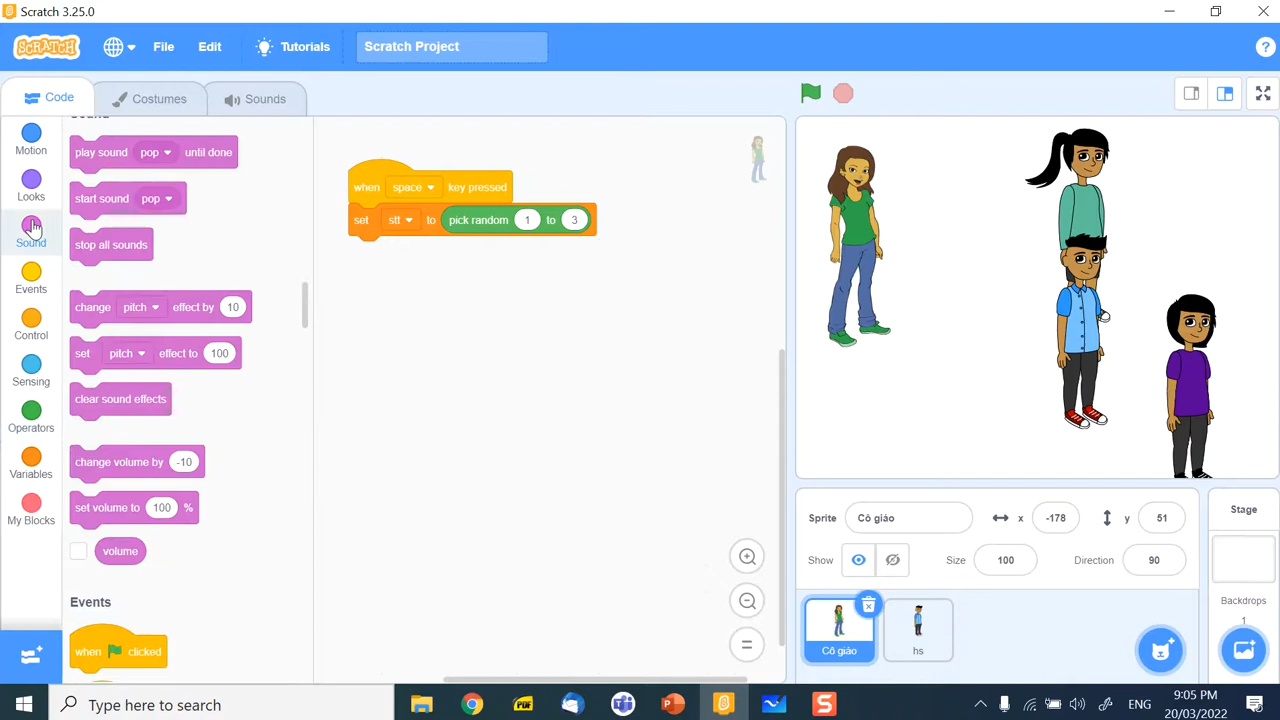 Scratch 3.25.0
SCRATCH
File
Edit
Tutorials
Scratch Project
?
Code
Costumes
Sounds
Motion
Looks
Sound
Events
Control
Sensing
Operators
Variables
My Blocks
Sound
play sound pop until done
start sound pop
stop all sounds
change pitch effect by 10
set pitch effect to 100
clear sound effects
change volume by -10
set volume to 100 %
volume
Events
when clicked
when space key pressed
set stt to pick random 1 to 3
Sprite Cô giáo x -178 y 51
Show Size 100 Direction 90
Cô giáo
hs
Stage
Backdrops
1
Type here to search
PDF
S
ENG
9:05 PM
20/03/2022